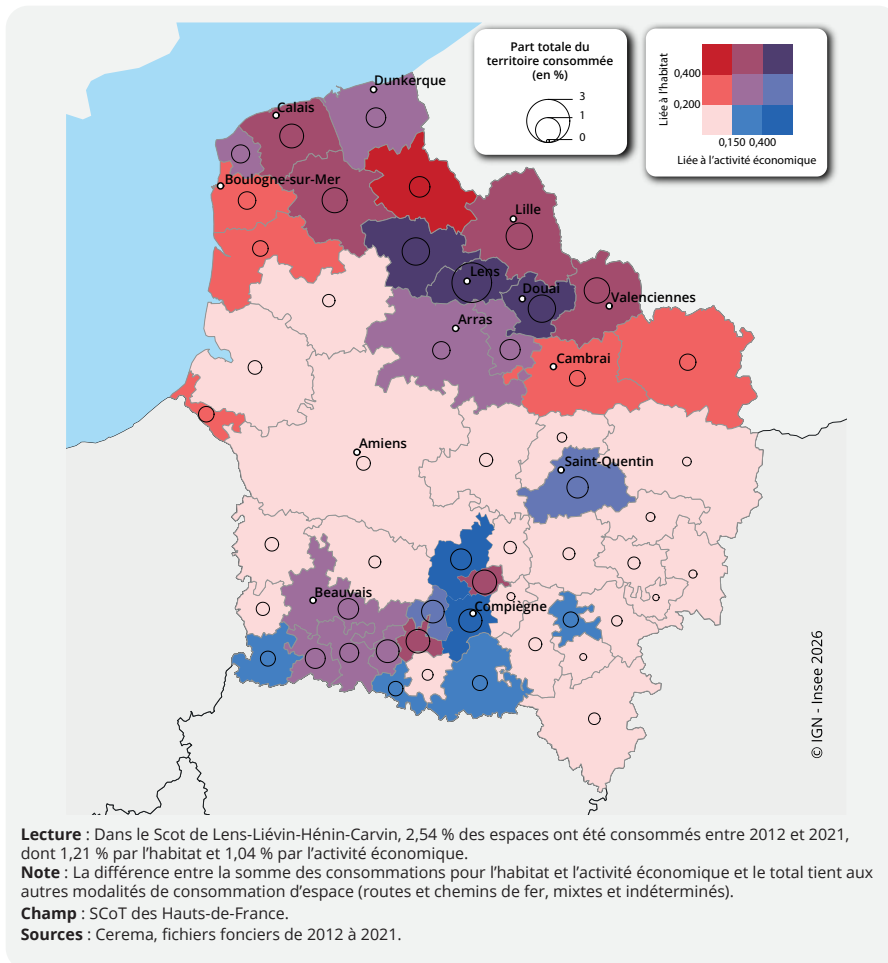 Part totale du
territoire consommée
(en %)
3
1
0
Liée à l'habitat
0,400
0,200
0,150 0,400
Liée à l'activité économique
Dunkerque
Calais
Boulogne-sur-Mer
Lille
Lens
Douai
Valenciennes
Arras
Cambrai
Amiens
Saint-Quentin
Beauvais
Compiègne
© IGN - Insee 2026
Lecture : Dans le Scot de Lens-Liévin-Hénin-Carvin, 2,54 % des espaces ont été consommés entre 2012 et 2021,
dont 1,21 % par l'habitat et 1,04 % par l'activité économique.
Note : La différence entre la somme des consommations pour l'habitat et l'activité économique et le total tient aux
autres modalités de consommation d'espace (routes et chemins de fer, mixtes et indéterminés).
Champ : SCoT des Hauts-de-France.
Sources : Cerema, fichiers fonciers de 2012 à 2021.